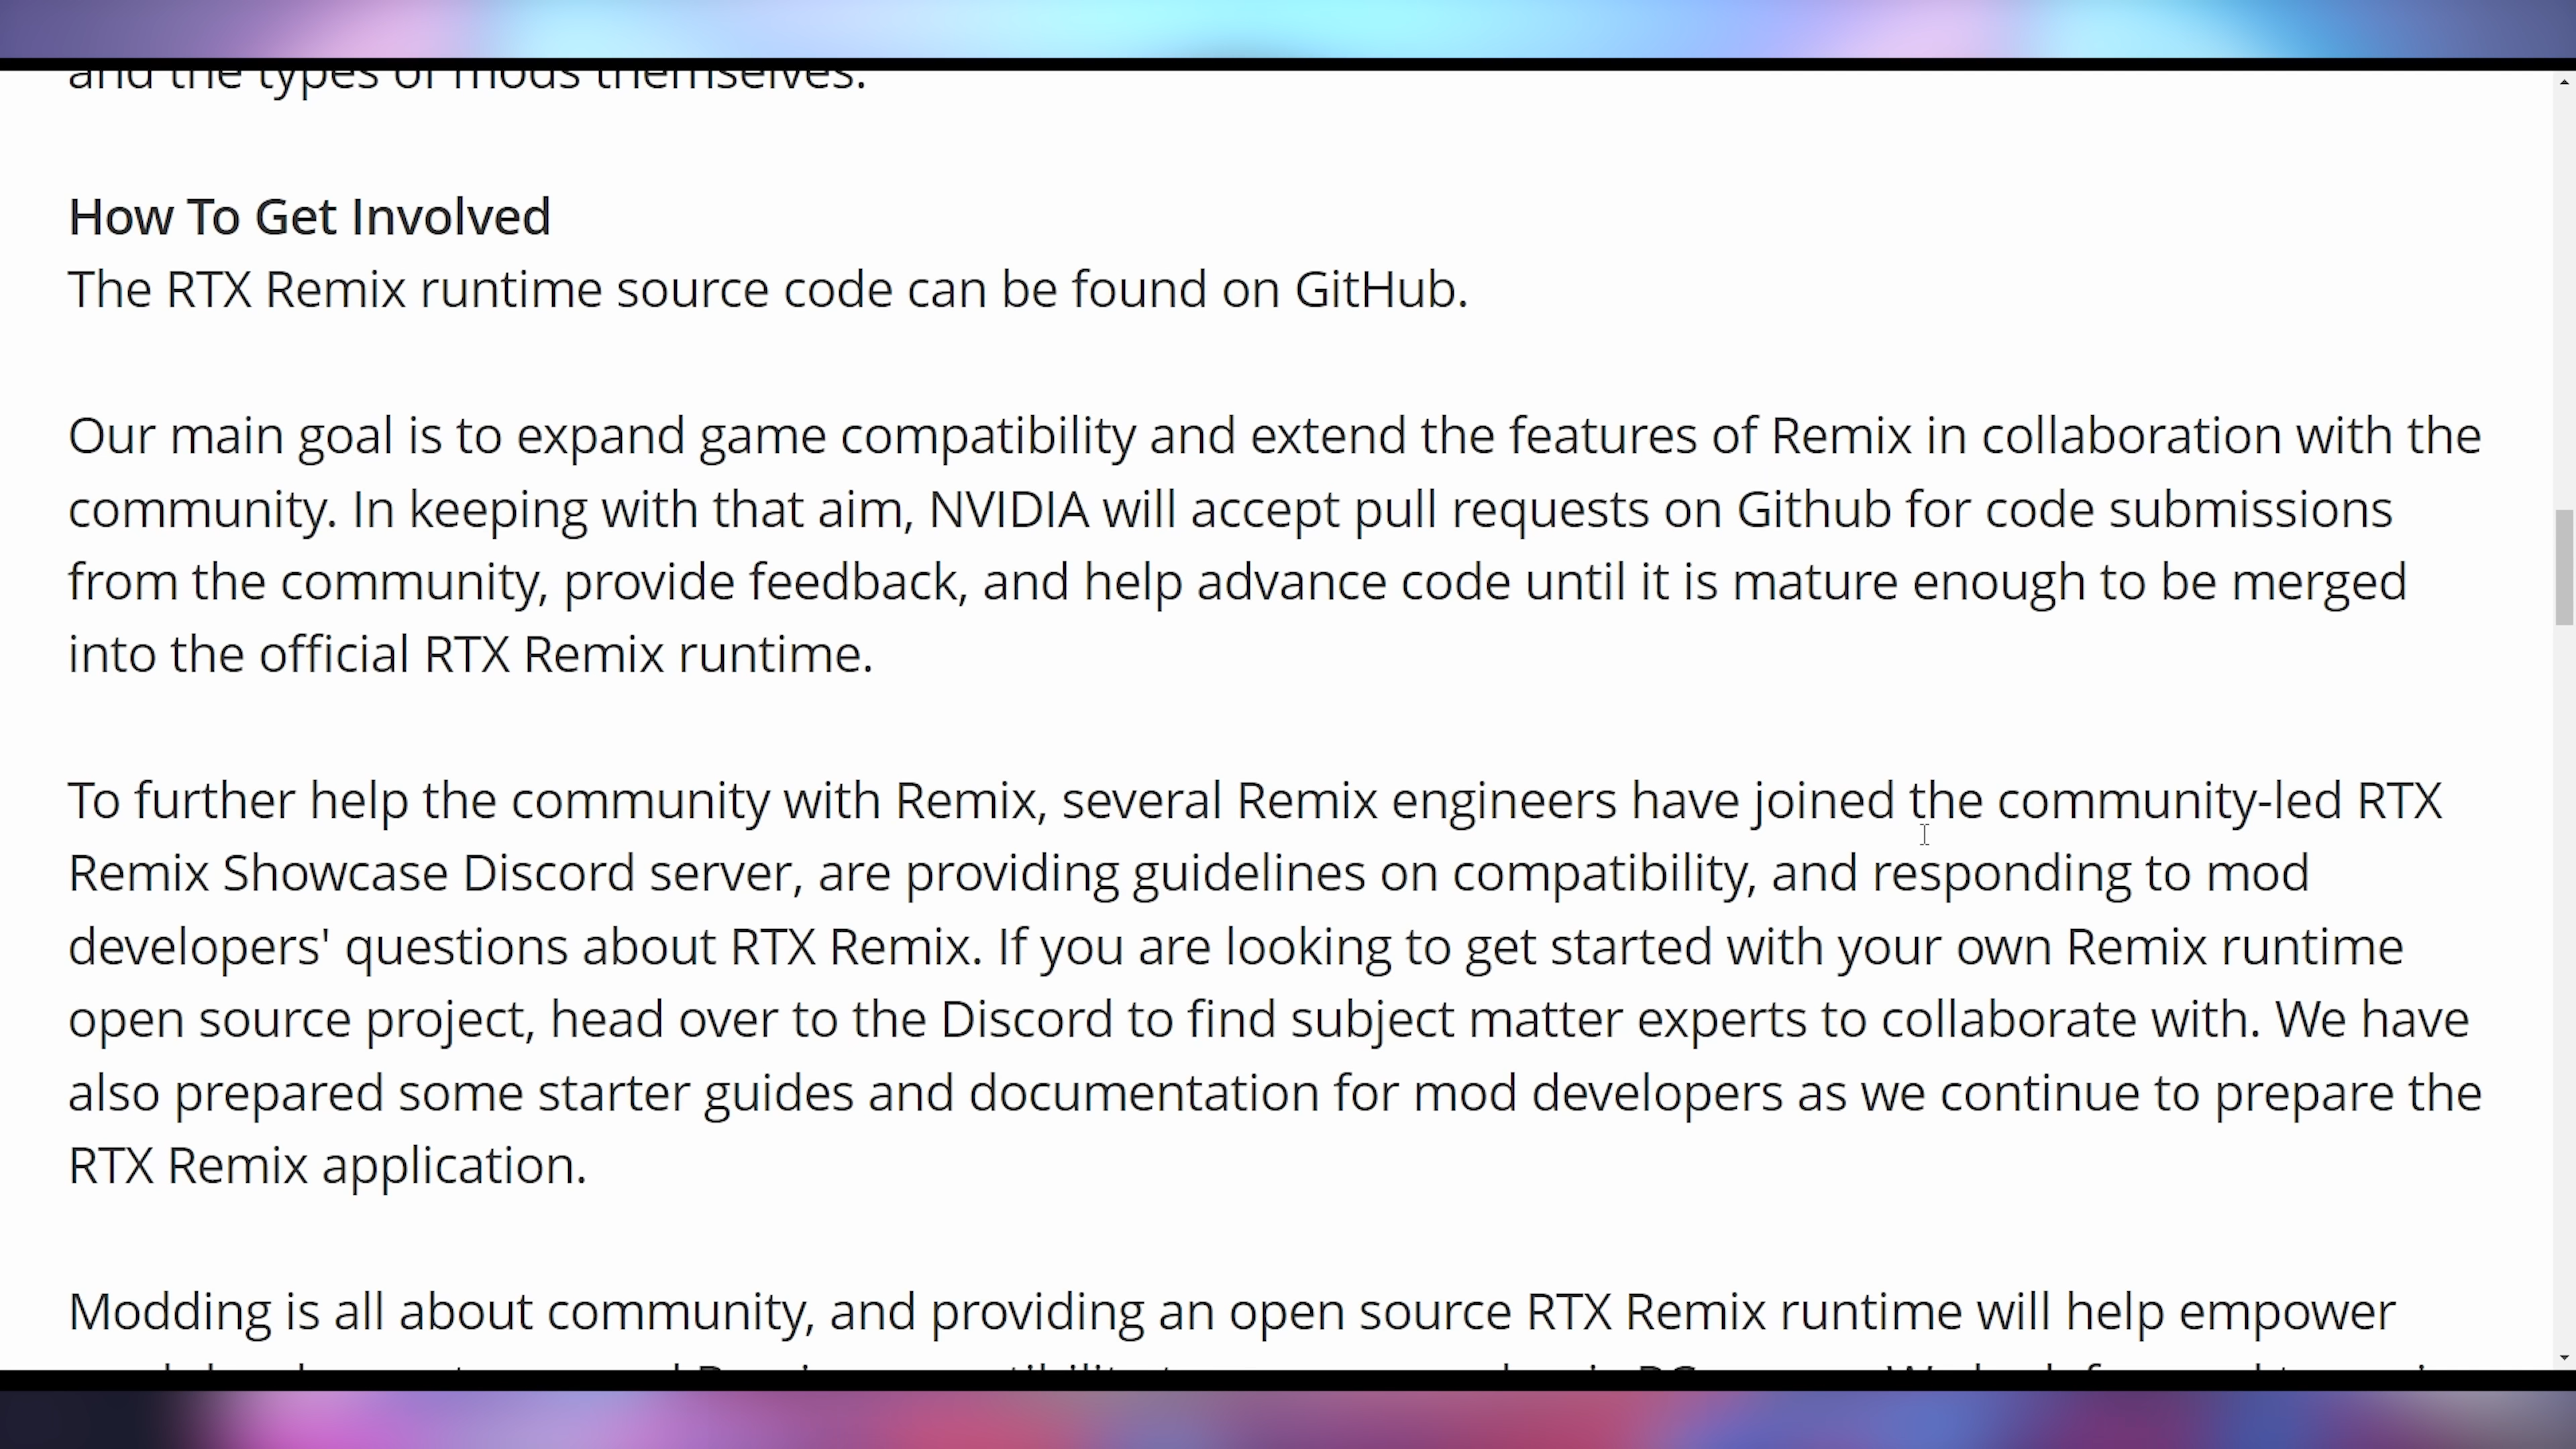 and the types of mods themselves.
How To Get Involved
The RTX Remix runtime source code can be found on GitHub.
Our main goal is to expand game compatibility and extend the features of Remix in collaboration with the
community. In keeping with that aim, NVIDIA will accept pull requests on Github for code submissions
from the community, provide feedback, and help advance code until it is mature enough to be merged
into the official RTX Remix runtime.
To further help the community with Remix, several Remix engineers have joined the community-led RTX
Remix Showcase Discord server, are providing guidelines on compatibility, and responding to mod
developers' questions about RTX Remix. If you are looking to get started with your own Remix runtime
open source project, head over to the Discord to find subject matter experts to collaborate with. We have
also prepared some starter guides and documentation for mod developers as we continue to prepare the
RTX Remix application.
Modding is all about community, and providing an open source RTX Remix runtime will help empower